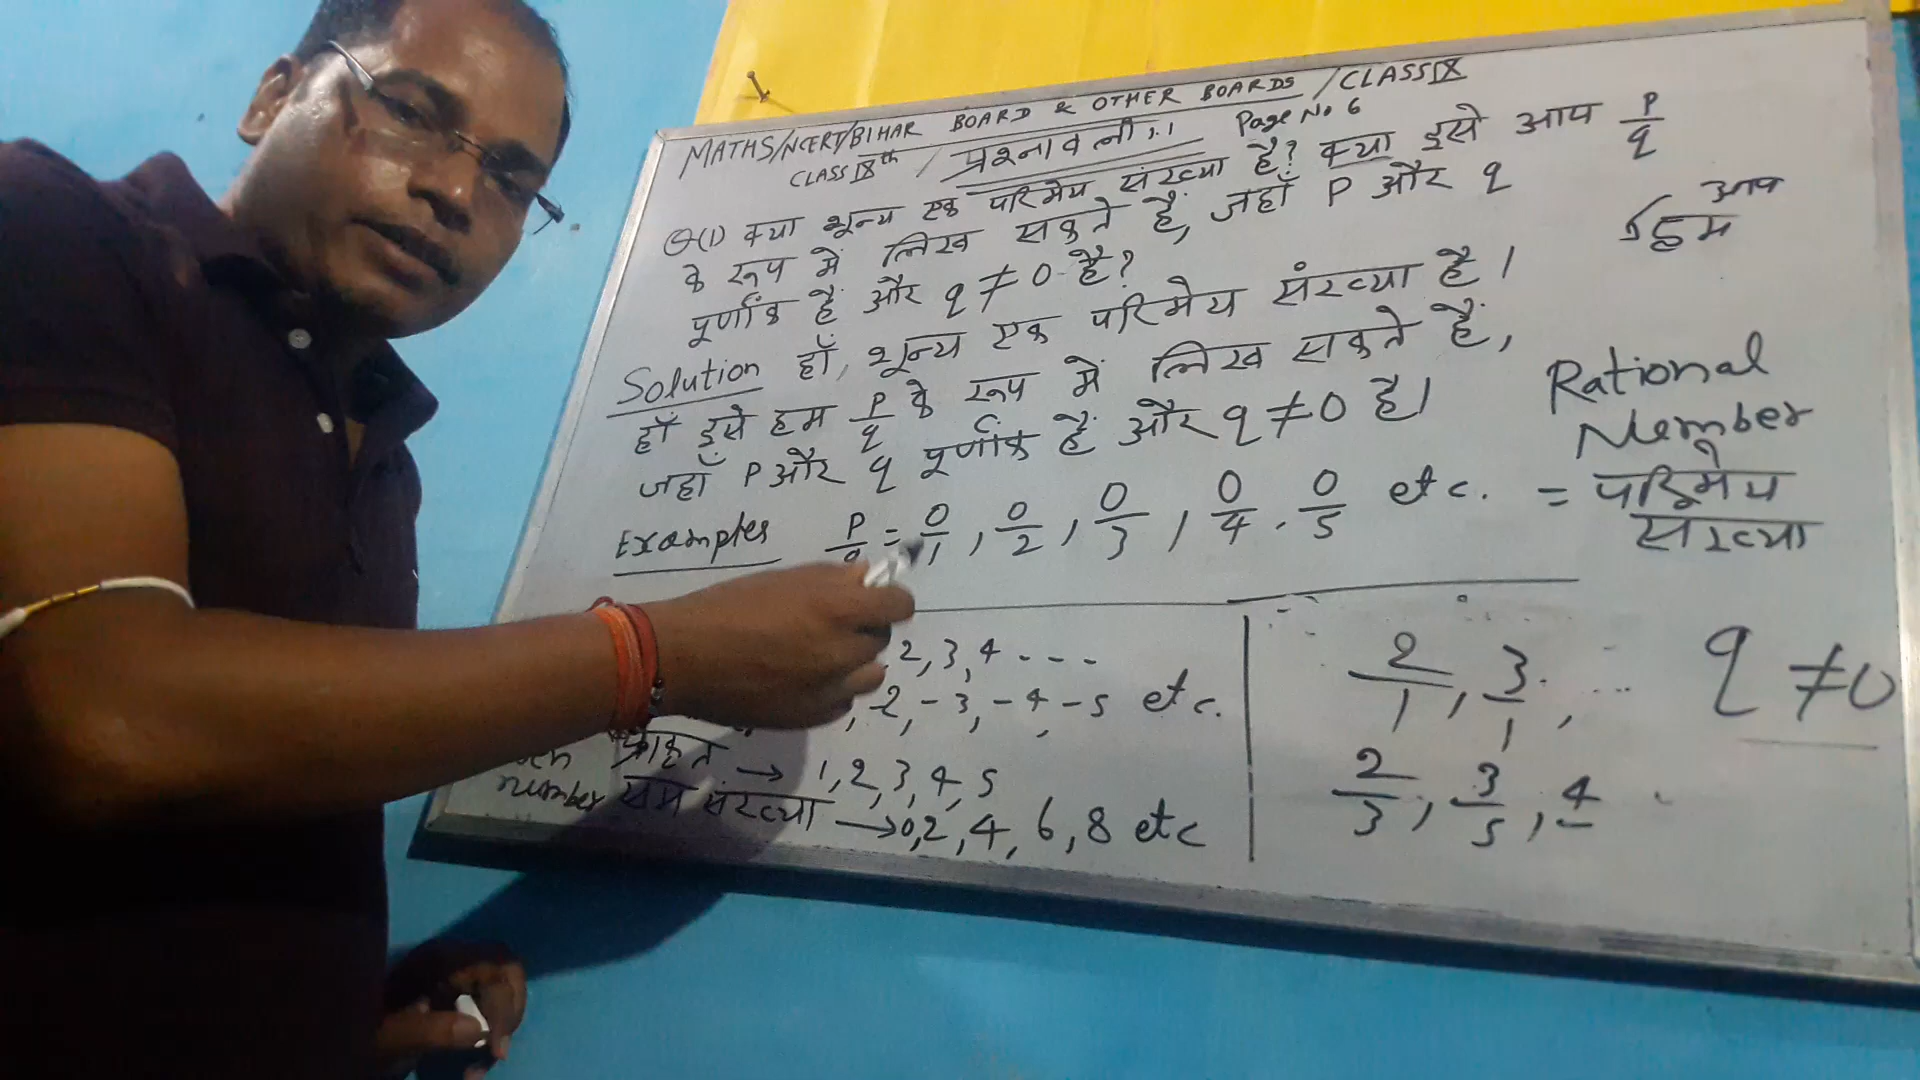 MATHS/NCERT/BIHAR BOARD & OTHER BOARDS /CLASS IX
CLASS IXth / प्रश्नावली 1.1 Page No 6
Q(1) क्या शून्य एक परिमेय संख्या है? क्या इसे आप P/q
के रूप में लिख सकते हैं, जहाँ P और q
पूर्णांक हैं और q ≠ 0 है?
आप
हम
Solution हाँ, शून्य एक परिमेय संख्या है।
हाँ इसे हम P/q के रूप में लिख सकते हैं,
जहाँ P और q पूर्णांक हैं और q ≠ 0 है।
Examples P/q = 0/1, 0/2, 0/3, 0/4, 0/5 etc.
Rational
Number
= परिमेय
संख्या
2, 3, 4 - - -
, -2, -3, -4, -5 etc.
प्राकृत → 1, 2, 3, 4, 5
number सम संख्या → 0, 2, 4, 6, 8 etc
2/1, 3/1,
q ≠ 0
2/3, 3/5, 4